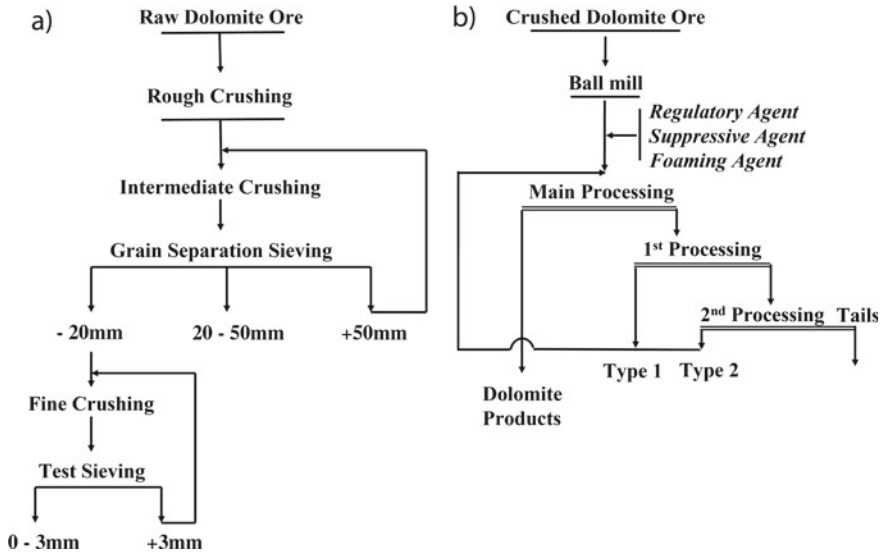 a)
Raw Dolomite Ore
Rough Crushing
Intermediate Crushing
Grain Separation Sieving
- 20mm
20 - 50mm
+50mm
Fine Crushing
Test Sieving
0 - 3mm
+3mm
b)
Crushed Dolomite Ore
Ball mill
Regulatory Agent
Suppressive Agent
Foaming Agent
Main Processing
1st Processing
2nd Processing
Tails
Type 1
Type 2
Dolomite
Products